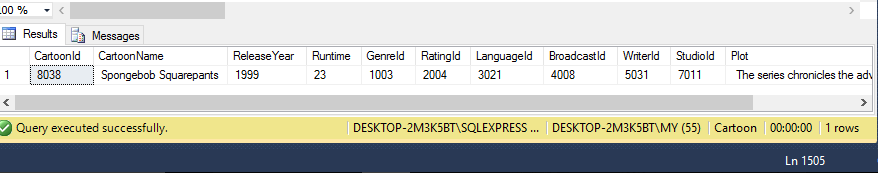 .00 %
Results Messages
CartoonId CartoonName ReleaseYear Runtime GenreId RatingId LanguageId BroadcastId WriterId StudioId Plot
1 8038 Spongebob Squarepants 1999 23 1003 2004 3021 4008 5031 7011 The series chronicles the adv
Query executed successfully. DESKTOP-2M3K5BT\SQLEXPRESS ... DESKTOP-2M3K5BT\MY (55) Cartoon 00:00:00 1 rows
Ln 1505